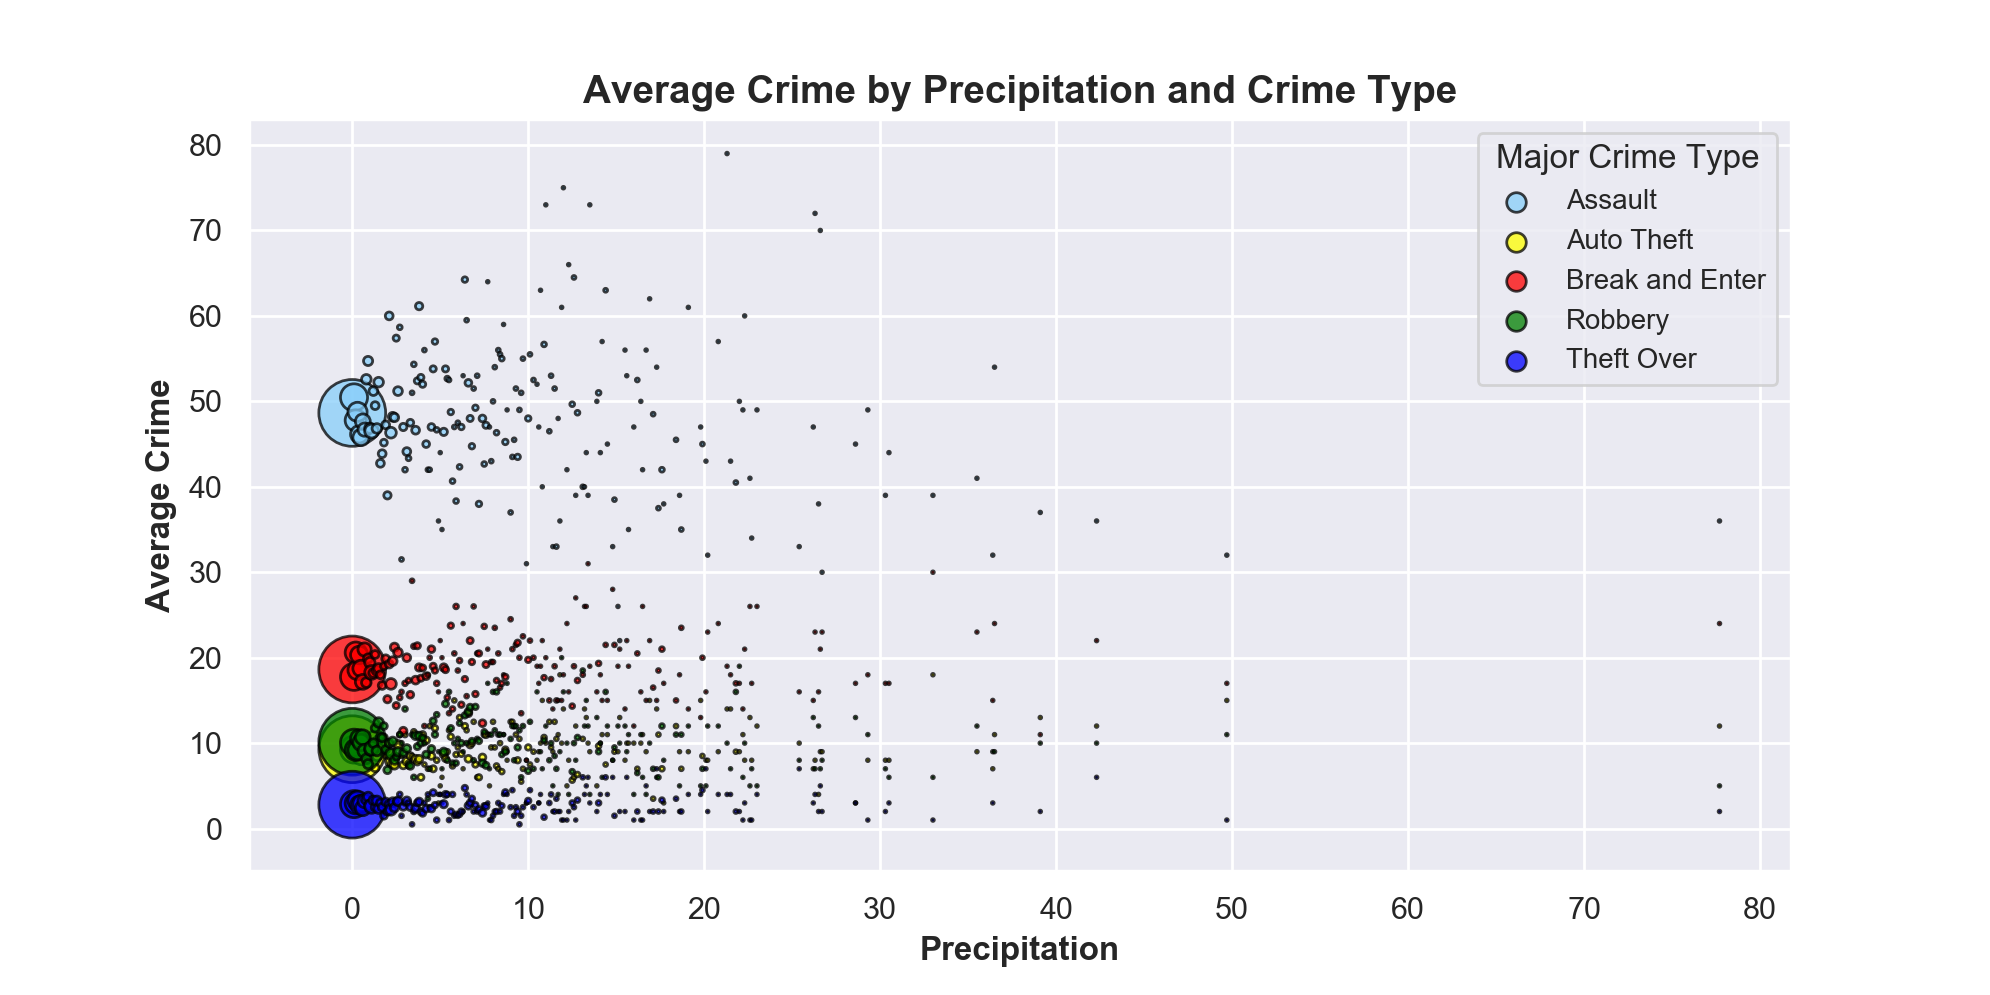 Average Crime by Precipitation and Crime Type
Major Crime Type
Assault
Auto Theft
Break and Enter
Robbery
Theft Over
Average Crime
80
70
60
50
40
30
20
10
0
0 10 20 30 40 50 60 70 80
Precipitation